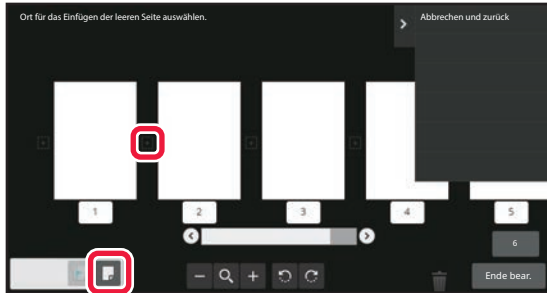 Ort für das Einfügen der leeren Seite auswählen.
Abbrechen und zurück
1
2
3
4
5
6
Ende bear.